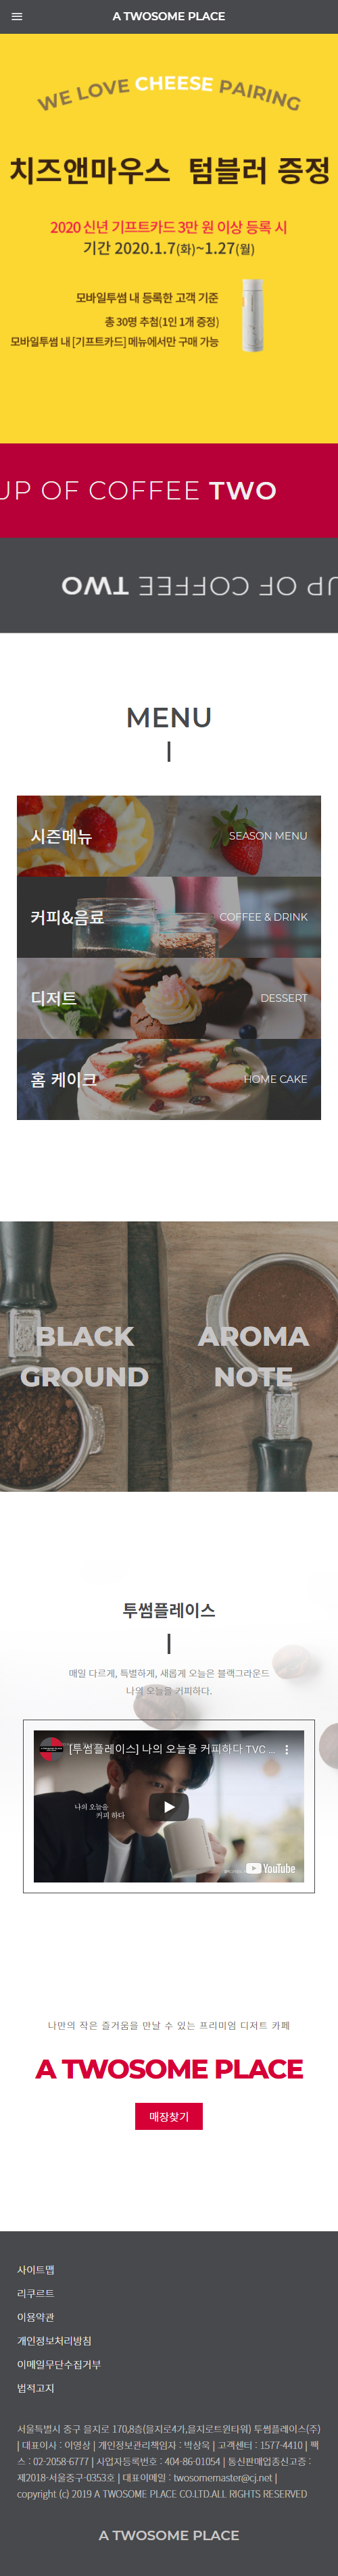 A TWOSOME PLACE
WE LOVE CHEESE PAIRING
치즈앤마우스 텀블러 증정
2020 신년 기프트카드 3만 원 이상 등록 시
기간 2020.1.7(화)~1.27(월)
모바일투썸 내 등록한 고객 기준
총 30명 추첨(1인 1개 증정)
모바일투썸 내 [기프트카드] 메뉴에서만 구매 가능
UP OF COFFEE TWO
UP OF COFFEE TWO
MENU
시즌메뉴 SEASON MENU
커피&음료 COFFEE & DRINK
디저트 DESSERT
홈 케이크 HOME CAKE
BLACK GROUND
AROMA NOTE
투썸플레이스
매일 다르게, 특별하게, 새롭게 오늘은 블랙그라운드
나의 오늘을 커피하다.
[투썸플레이스] 나의 오늘을 커피하다 TVC ...
나의 오늘을
커피 하다
YouTube
나만의 작은 즐거움을 만날 수 있는 프리미엄 디저트 카페
A TWOSOME PLACE
매장찾기
사이트맵
리쿠르트
이용약관
개인정보처리방침
이메일무단수집거부
법적고지
서울특별시 중구 을지로 170,8층(을지로4가,을지로트윈타워) 투썸플레이스(주)
| 대표이사 : 이영상 | 개인정보관리책임자 : 박상욱 | 고객센터 : 1577-4410 | 팩
스 : 02-2058-6777 | 사업자등록번호 : 404-86-01054 | 통신판매업종신고증 :
제2018-서울중구-0353호 | 대표이메일 : twosomemaster@cj.net |
copyright (c) 2019 A TWOSOME PLACE CO.LTD.ALL RIGHTS RESERVED
A TWOSOME PLACE